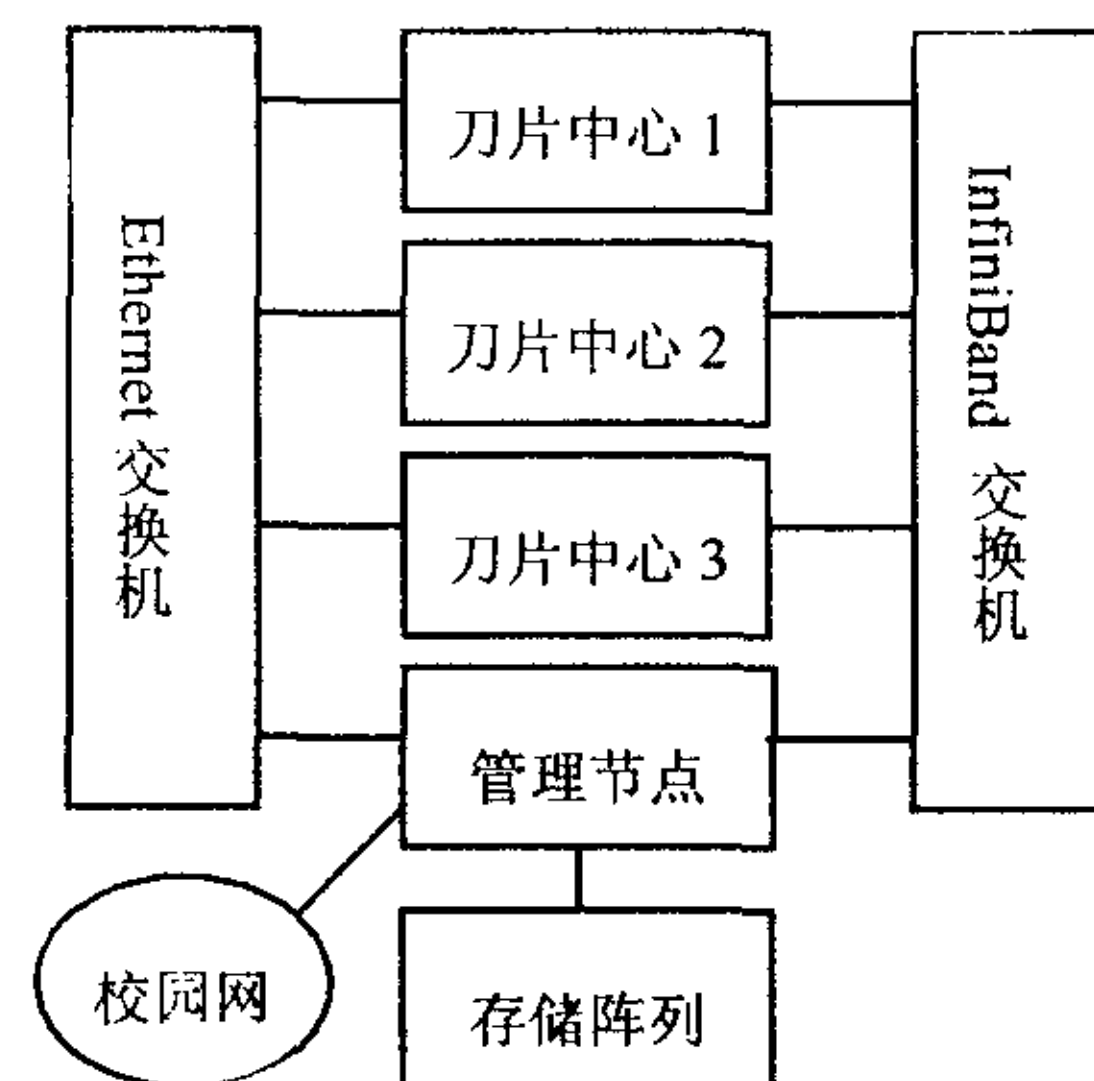 Ethernet 交换机
刀片中心 1
刀片中心 2
刀片中心 3
管理节点
InfiniBand 交换机
校园网
存储阵列